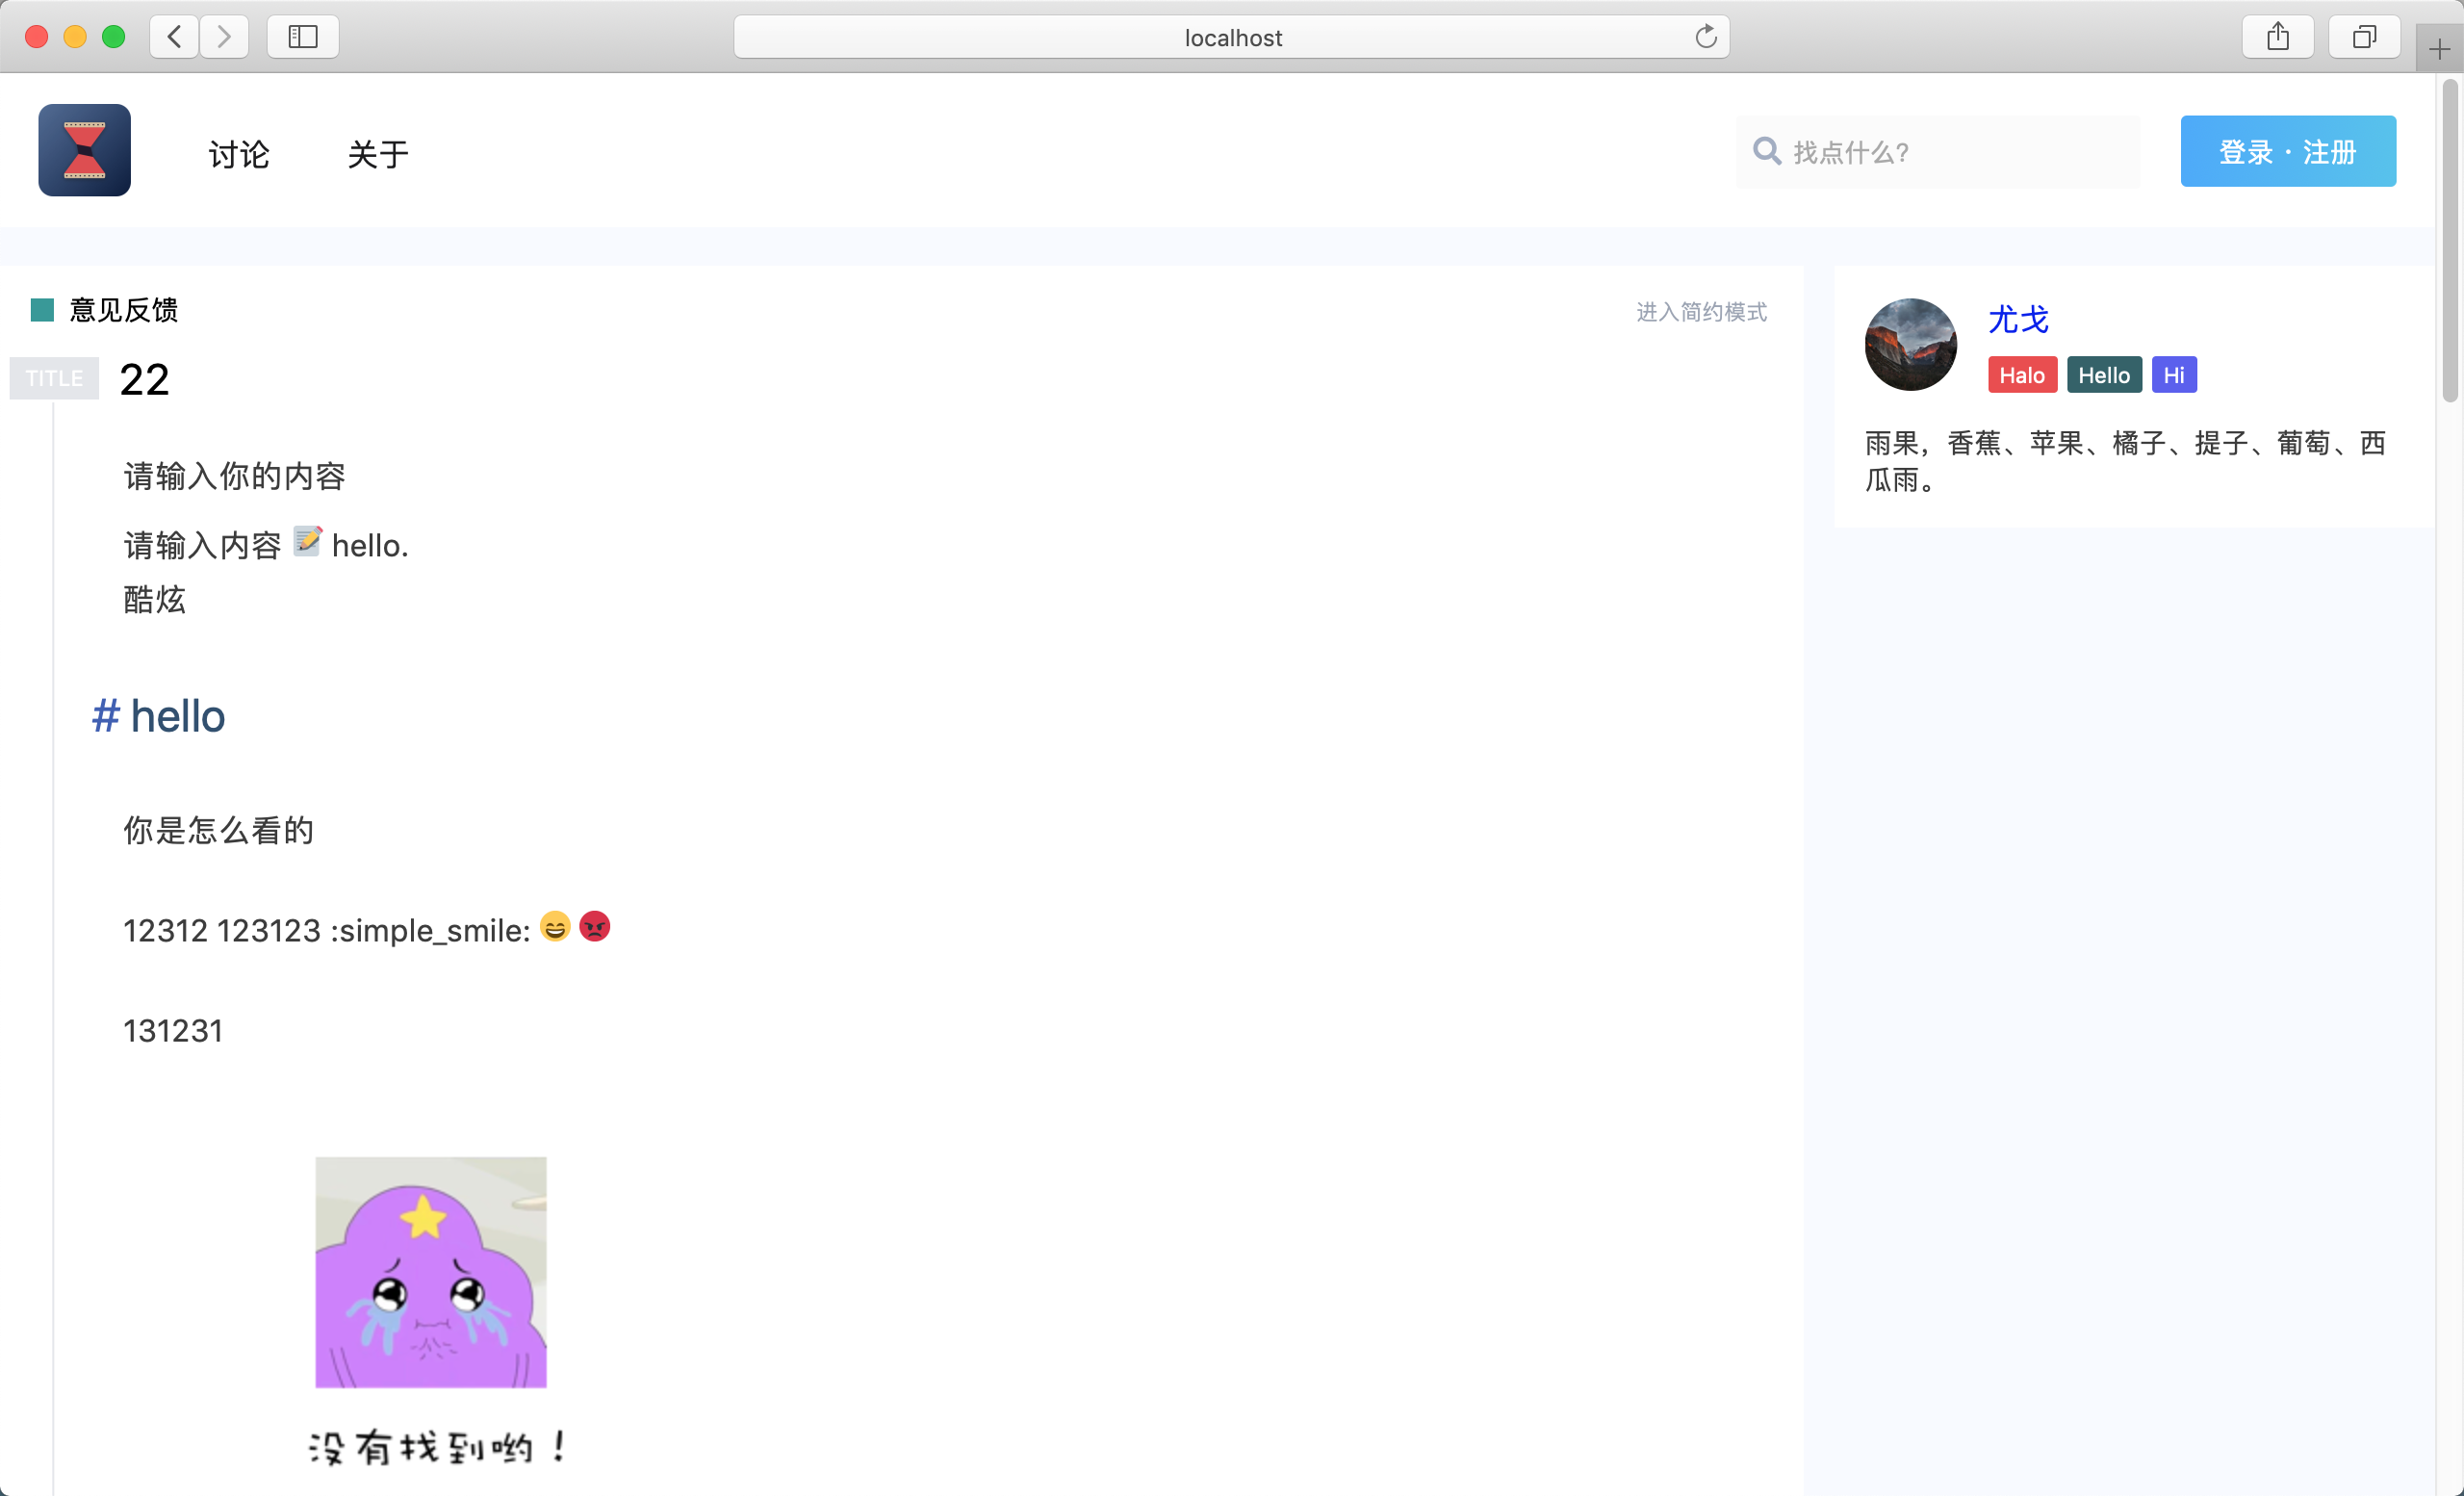 localhost
讨论
关于
找点什么?
登录 · 注册
意见反馈
进入简约模式
TITLE
22
请输入你的内容
请输入内容 📝 hello.
酷炫
# hello
你是怎么看的
12312 123123 :simple_smile: 😄 😡
131231
没有找到哟！
尤戈
Halo
Hello
Hi
雨果，香蕉、苹果、橘子、提子、葡萄、西
瓜雨。